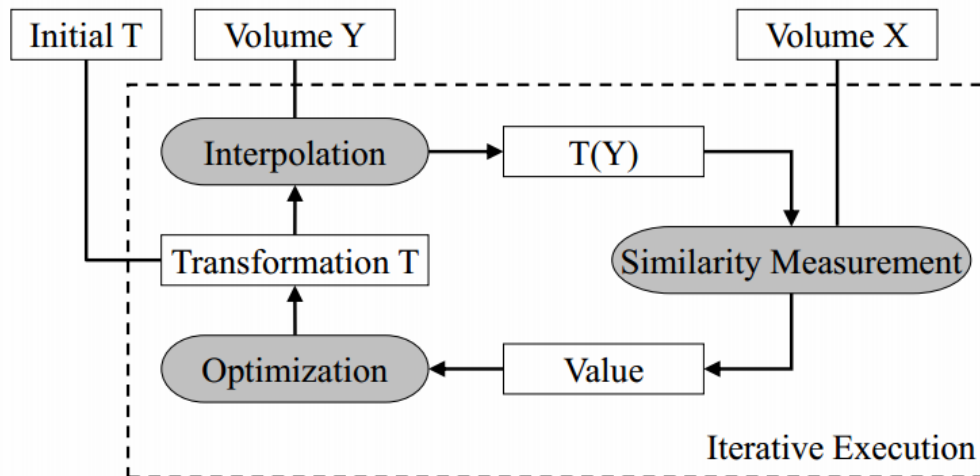 Initial T
Volume Y
Volume X
Interpolation
T(Y)
Transformation T
Similarity Measurement
Optimization
Value
Iterative Execution